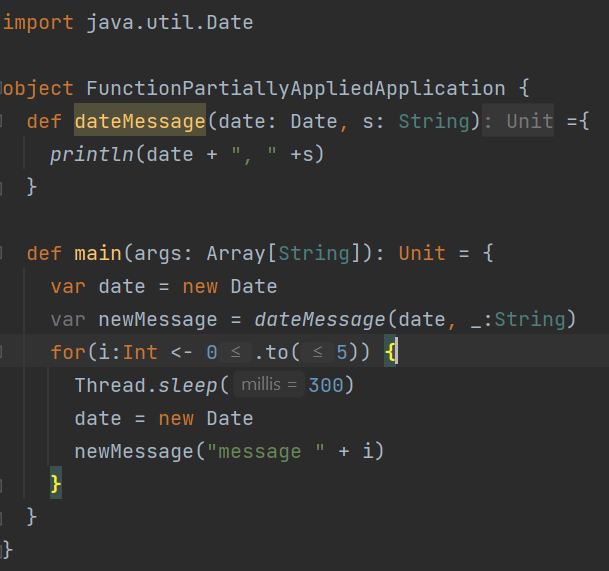 import java.util.Date
object FunctionPartiallyAppliedApplication {
def dateMessage(date: Date, s: String): Unit ={
println(date + ", " +s)
}
def main(args: Array[String]): Unit = {
var date = new Date
var newMessage = dateMessage(date, _:String)
for(i:Int <- 0 ≤ .to( ≤ 5)) {
Thread.sleep( millis = 300)
date = new Date
newMessage("message " + i)
}
}
}